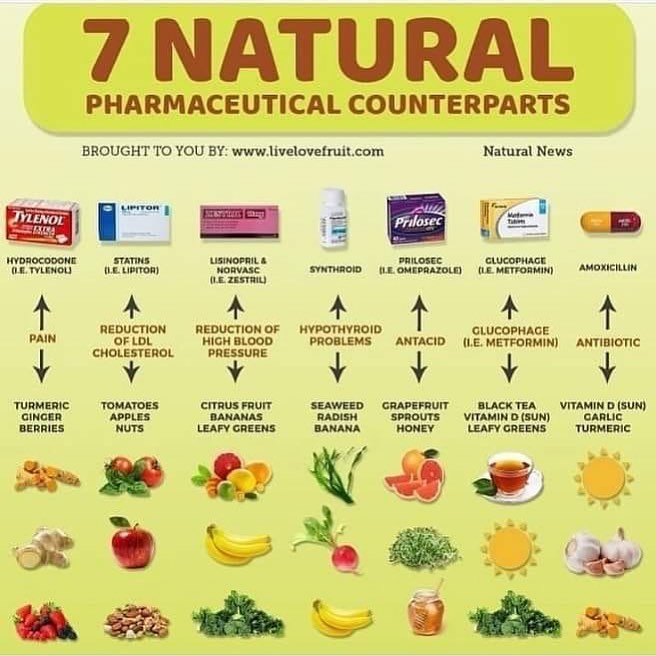 7 NATURAL
PHARMACEUTICAL COUNTERPARTS
BROUGHT TO YOU BY: www.livelovefruit.com
Natural News
TYLENOL
EXTRA
LIPITOR
Prilosec
Metformin
Tablets
HYDROCODONE
(I.E. TYLENOL)
STATINS
(I.E. LIPITOR)
LISINOPRIL &
NORVASC
(I.E. ZESTRIL)
SYNTHROID
PRILOSEC
(I.E. OMEPRAZOLE)
GLUCOPHAGE
(I.E. METFORMIN)
AMOXICILLIN
PAIN
REDUCTION
OF LDL
CHOLESTEROL
REDUCTION OF
HIGH BLOOD
PRESSURE
HYPOTHYROID
PROBLEMS
ANTACID
GLUCOPHAGE
(I.E. METFORMIN)
ANTIBIOTIC
TURMERIC
GINGER
BERRIES
TOMATOES
APPLES
NUTS
CITRUS FRUIT
BANANAS
LEAFY GREENS
SEAWEED
RADISH
BANANA
GRAPEFRUIT
SPROUTS
HONEY
BLACK TEA
VITAMIN D (SUN)
LEAFY GREENS
VITAMIN D (SUN)
GARLIC
TURMERIC